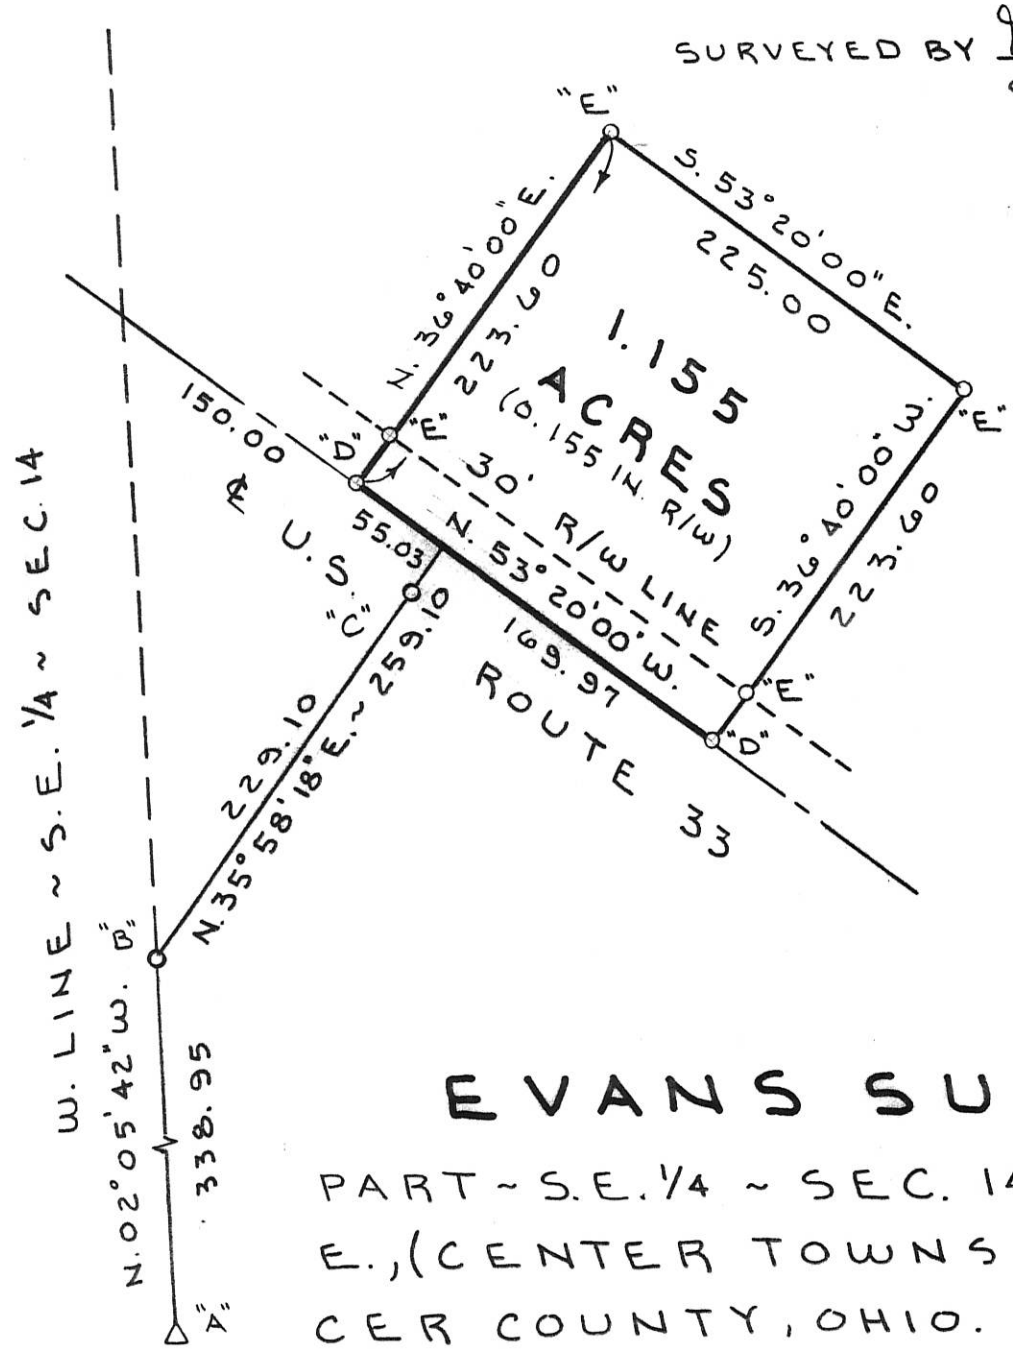 SURVEYED BY
"E"
S. 53° 20' 00" E.
225.00
N. 36° 40' 00" E.
223.60
1.155
ACRES
(0.155 IN. R/W)
"E"
150.00
"D"
"E"
30' R/W LINE
S. 36° 40' 00" W.
223.60
℄ U.S. ROUTE 33
55.03
N. 53° 20' 00' W.
169.97
"C"
"E"
"D"
229.10
N. 35° 58' 18" E. ~ 259.10
W. LINE ~ S.E. 1/4 ~ SEC. 14
"B"
N. 02° 05' 42" W.
338.95
"A"
EVANS SU
PART ~ S.E. 1/4 ~ SEC. 14
E., (CENTER TOWNS
CER COUNTY, OHIO.